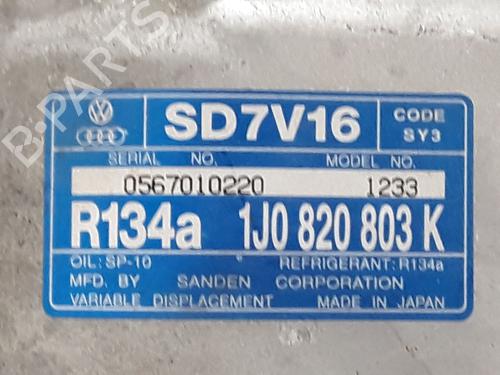 SD7V16
CODE
SY3
SERIAL NO. MODEL NO.
0567010220 1233
R134a 1J0 820 803 K
OIL: SP-10 REFRIGERANT: R134a
MFD. BY SANDEN CORPORATION
VARIABLE DISPLACEMENT MADE IN JAPAN
B-PARTS